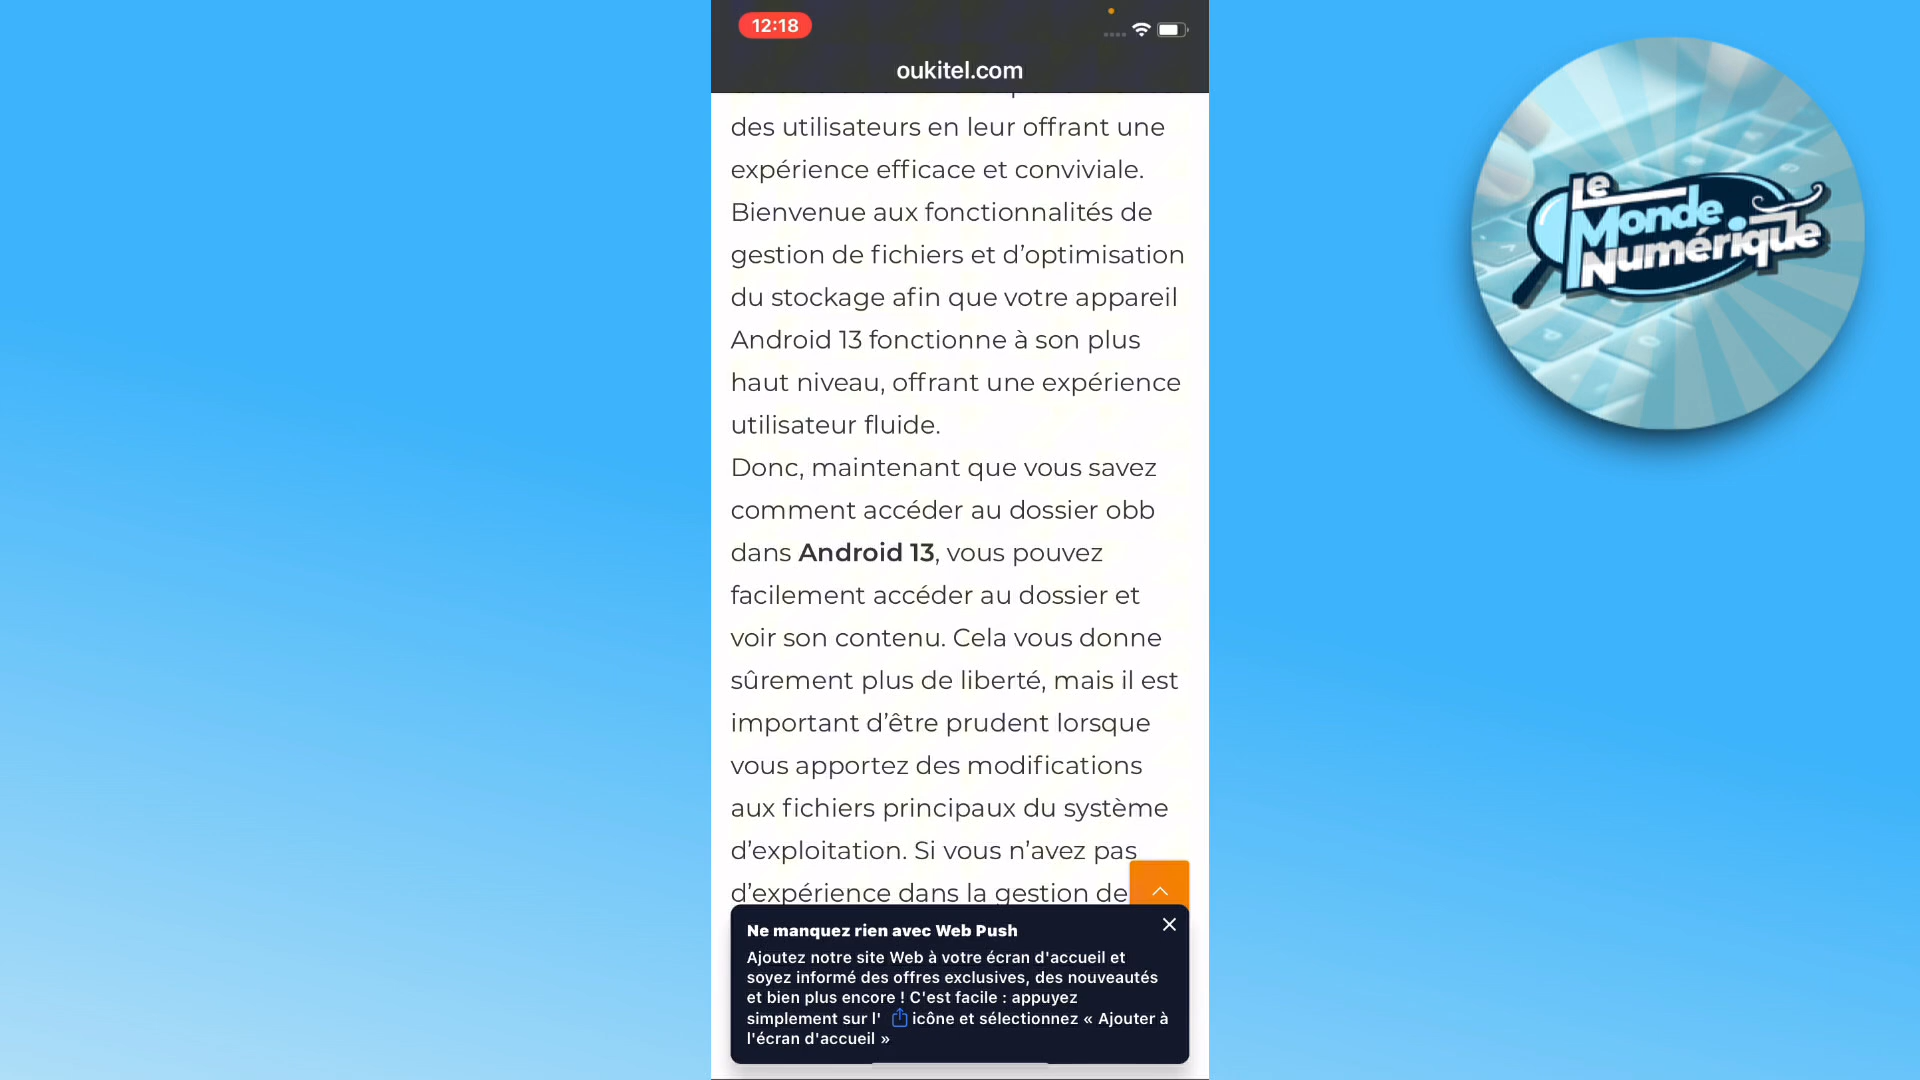 12:18
oukitel.com
des utilisateurs en leur offrant une
expérience efficace et conviviale.
Bienvenue aux fonctionnalités de
gestion de fichiers et d’optimisation
du stockage afin que votre appareil
Android 13 fonctionne à son plus
haut niveau, offrant une expérience
utilisateur fluide.
Donc, maintenant que vous savez
comment accéder au dossier obb
dans Android 13, vous pouvez
facilement accéder au dossier et
voir son contenu. Cela vous donne
sûrement plus de liberté, mais il est
important d’être prudent lorsque
vous apportez des modifications
aux fichiers principaux du système
d’exploitation. Si vous n’avez pas
d’expérience dans la gestion de
Ne manquez rien avec Web Push
Ajoutez notre site Web à votre écran d'accueil et
soyez informé des offres exclusives, des nouveautés
et bien plus encore ! C'est facile : appuyez
simplement sur l' icône et sélectionnez « Ajouter à
l'écran d'accueil »
Le
Monde
Numérique